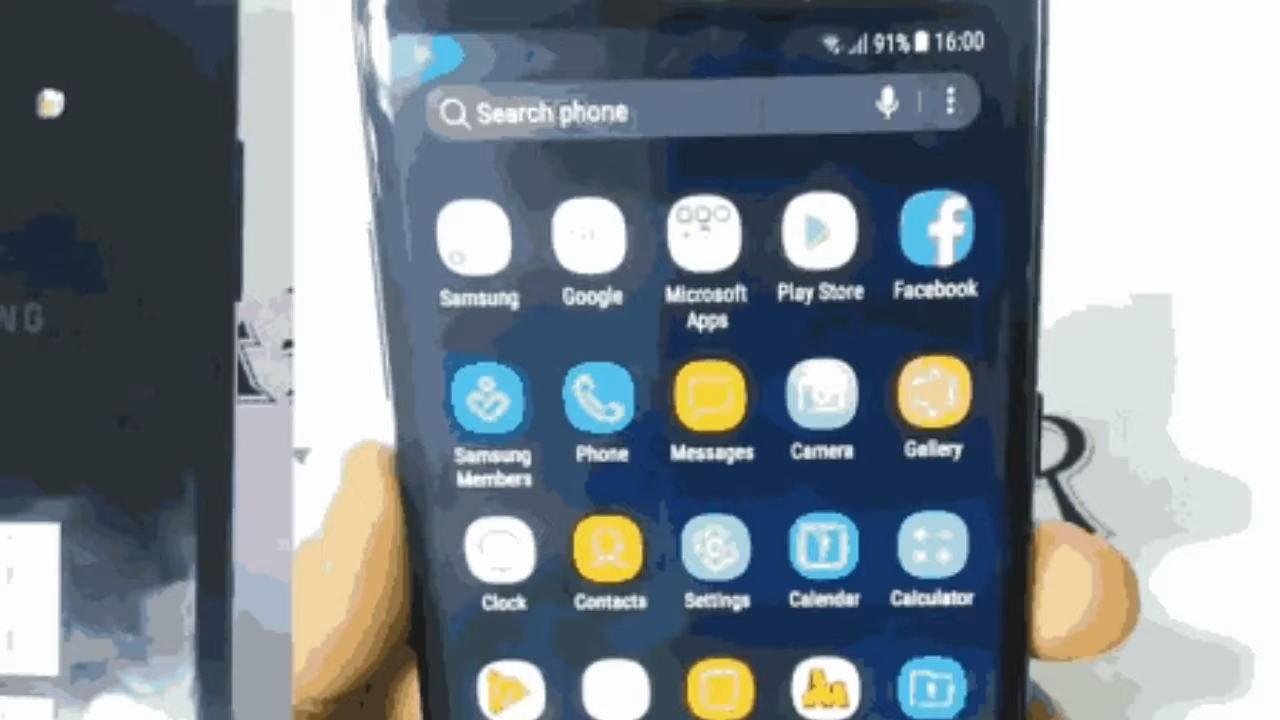 91% 16:00
Search phone
NG
Samsung Google Microsoft Apps Play Store Facebook
Samsung Members Phone Messages Camera Gallery
Clock Contacts Settings Calendar Calculator
R